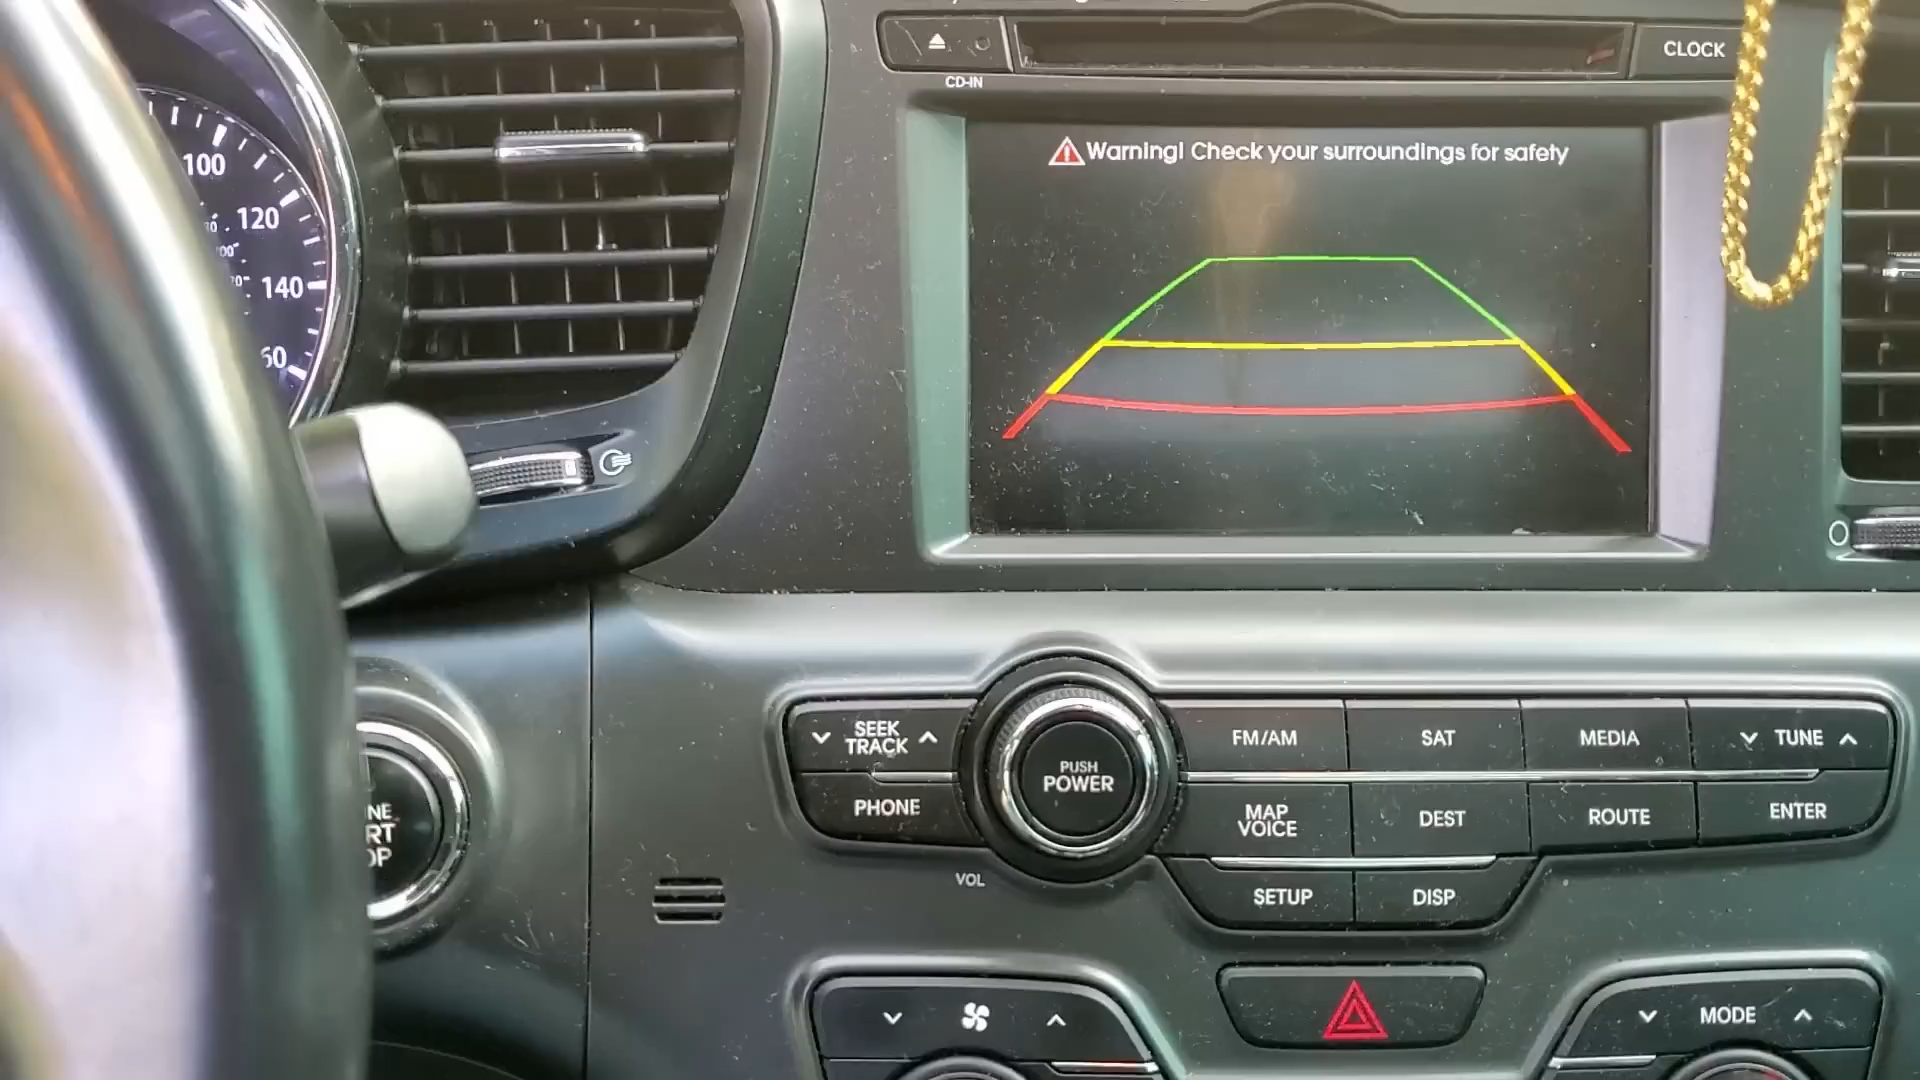 CD-IN
CLOCK
Warning! Check your surroundings for safety
100
120
140
SEEK
TRACK
PUSH
POWER
FM/AM
SAT
MEDIA
TUNE
PHONE
MAP
VOICE
DEST
ROUTE
ENTER
VOL
SETUP
DISP
MODE